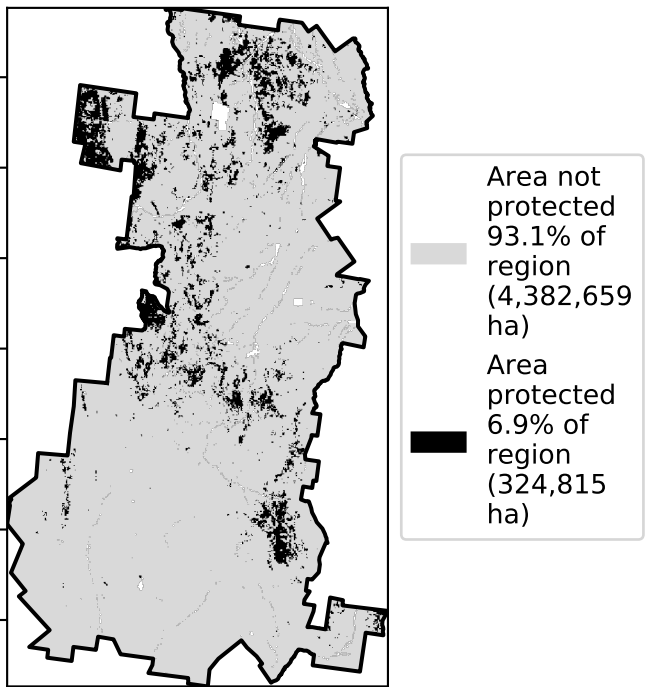 Area not
protected
93.1% of
region
(4,382,659
ha)
Area
protected
6.9% of
region
(324,815
ha)